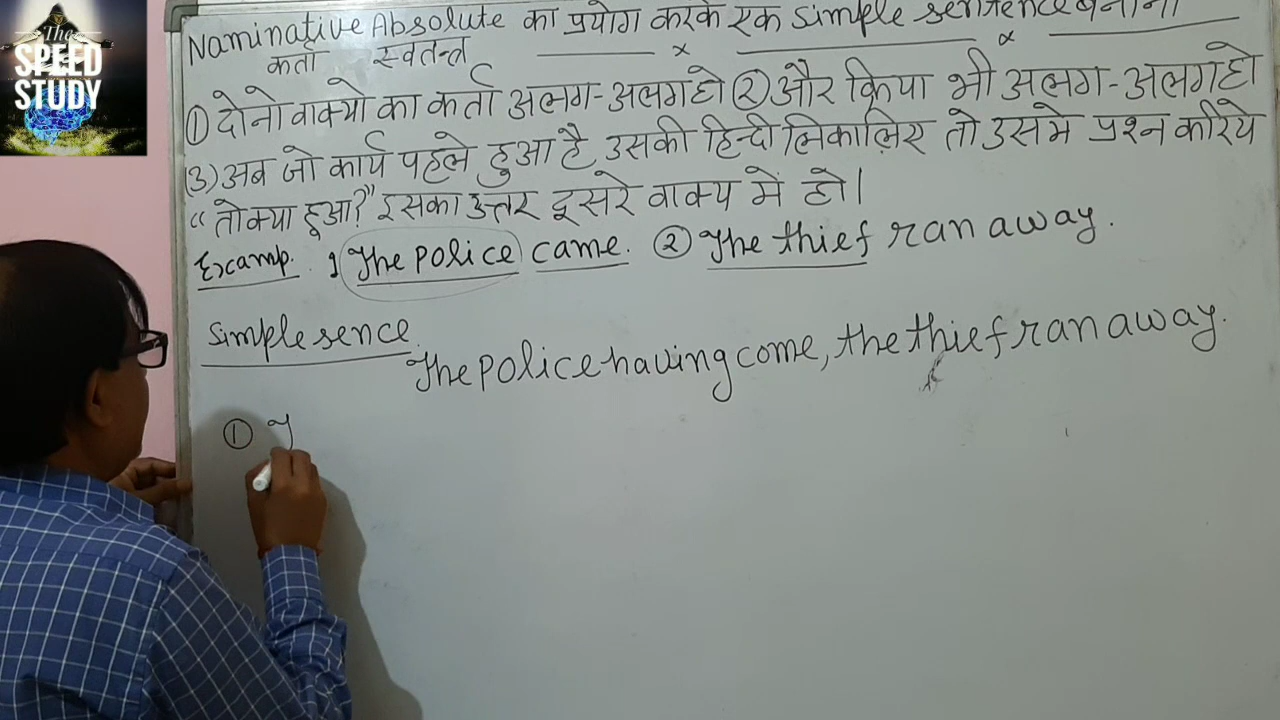 The
SPEED
STUDY
Naminative Absolute का प्रयोग करके एक simple sentence बनाना
कर्ता स्वतन्त्र
① दोनो वाक्यो का कर्ता अलग-अलग हो ② और क्रिया भी अलग-अलग हो
(3) अब जो कार्य पहले हुआ है उसकी हिन्दी निकालिए तो उसमे प्रश्न करिये
"तो क्या हुआ?" इसका उत्तर दूसरे वाक्य में हो।
Examp. 1 The police came. ② The thief ran away.
Simple sence.
The police having come, the thief ran away.
①